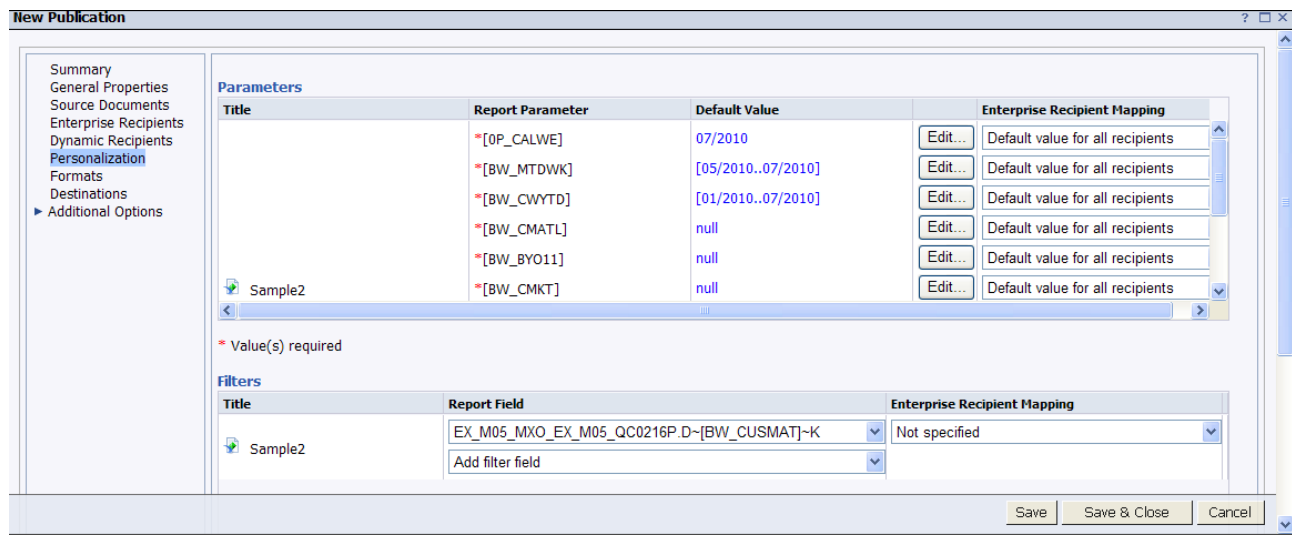 New Publication ?
Summary
General Properties
Source Documents
Enterprise Recipients
Dynamic Recipients
Personalization
Formats
Destinations
Additional Options
Parameters
Title Report Parameter Default Value Enterprise Recipient Mapping
*[0P_CALWE] 07/2010 Edit... Default value for all recipients
*[BW_MTDWK] [05/2010..07/2010] Edit... Default value for all recipients
*[BW_CWYTD] [01/2010..07/2010] Edit... Default value for all recipients
*[BW_CMATL] null Edit... Default value for all recipients
*[BW_BYO11] null Edit... Default value for all recipients
Sample2 *[BW_CMKT] null Edit... Default value for all recipients
* Value(s) required
Filters
Title Report Field Enterprise Recipient Mapping
Sample2 EX_M05_MXO_EX_M05_QC0216P.D~[BW_CUSMAT]~K Not specified
Add filter field
Save Save & Close Cancel